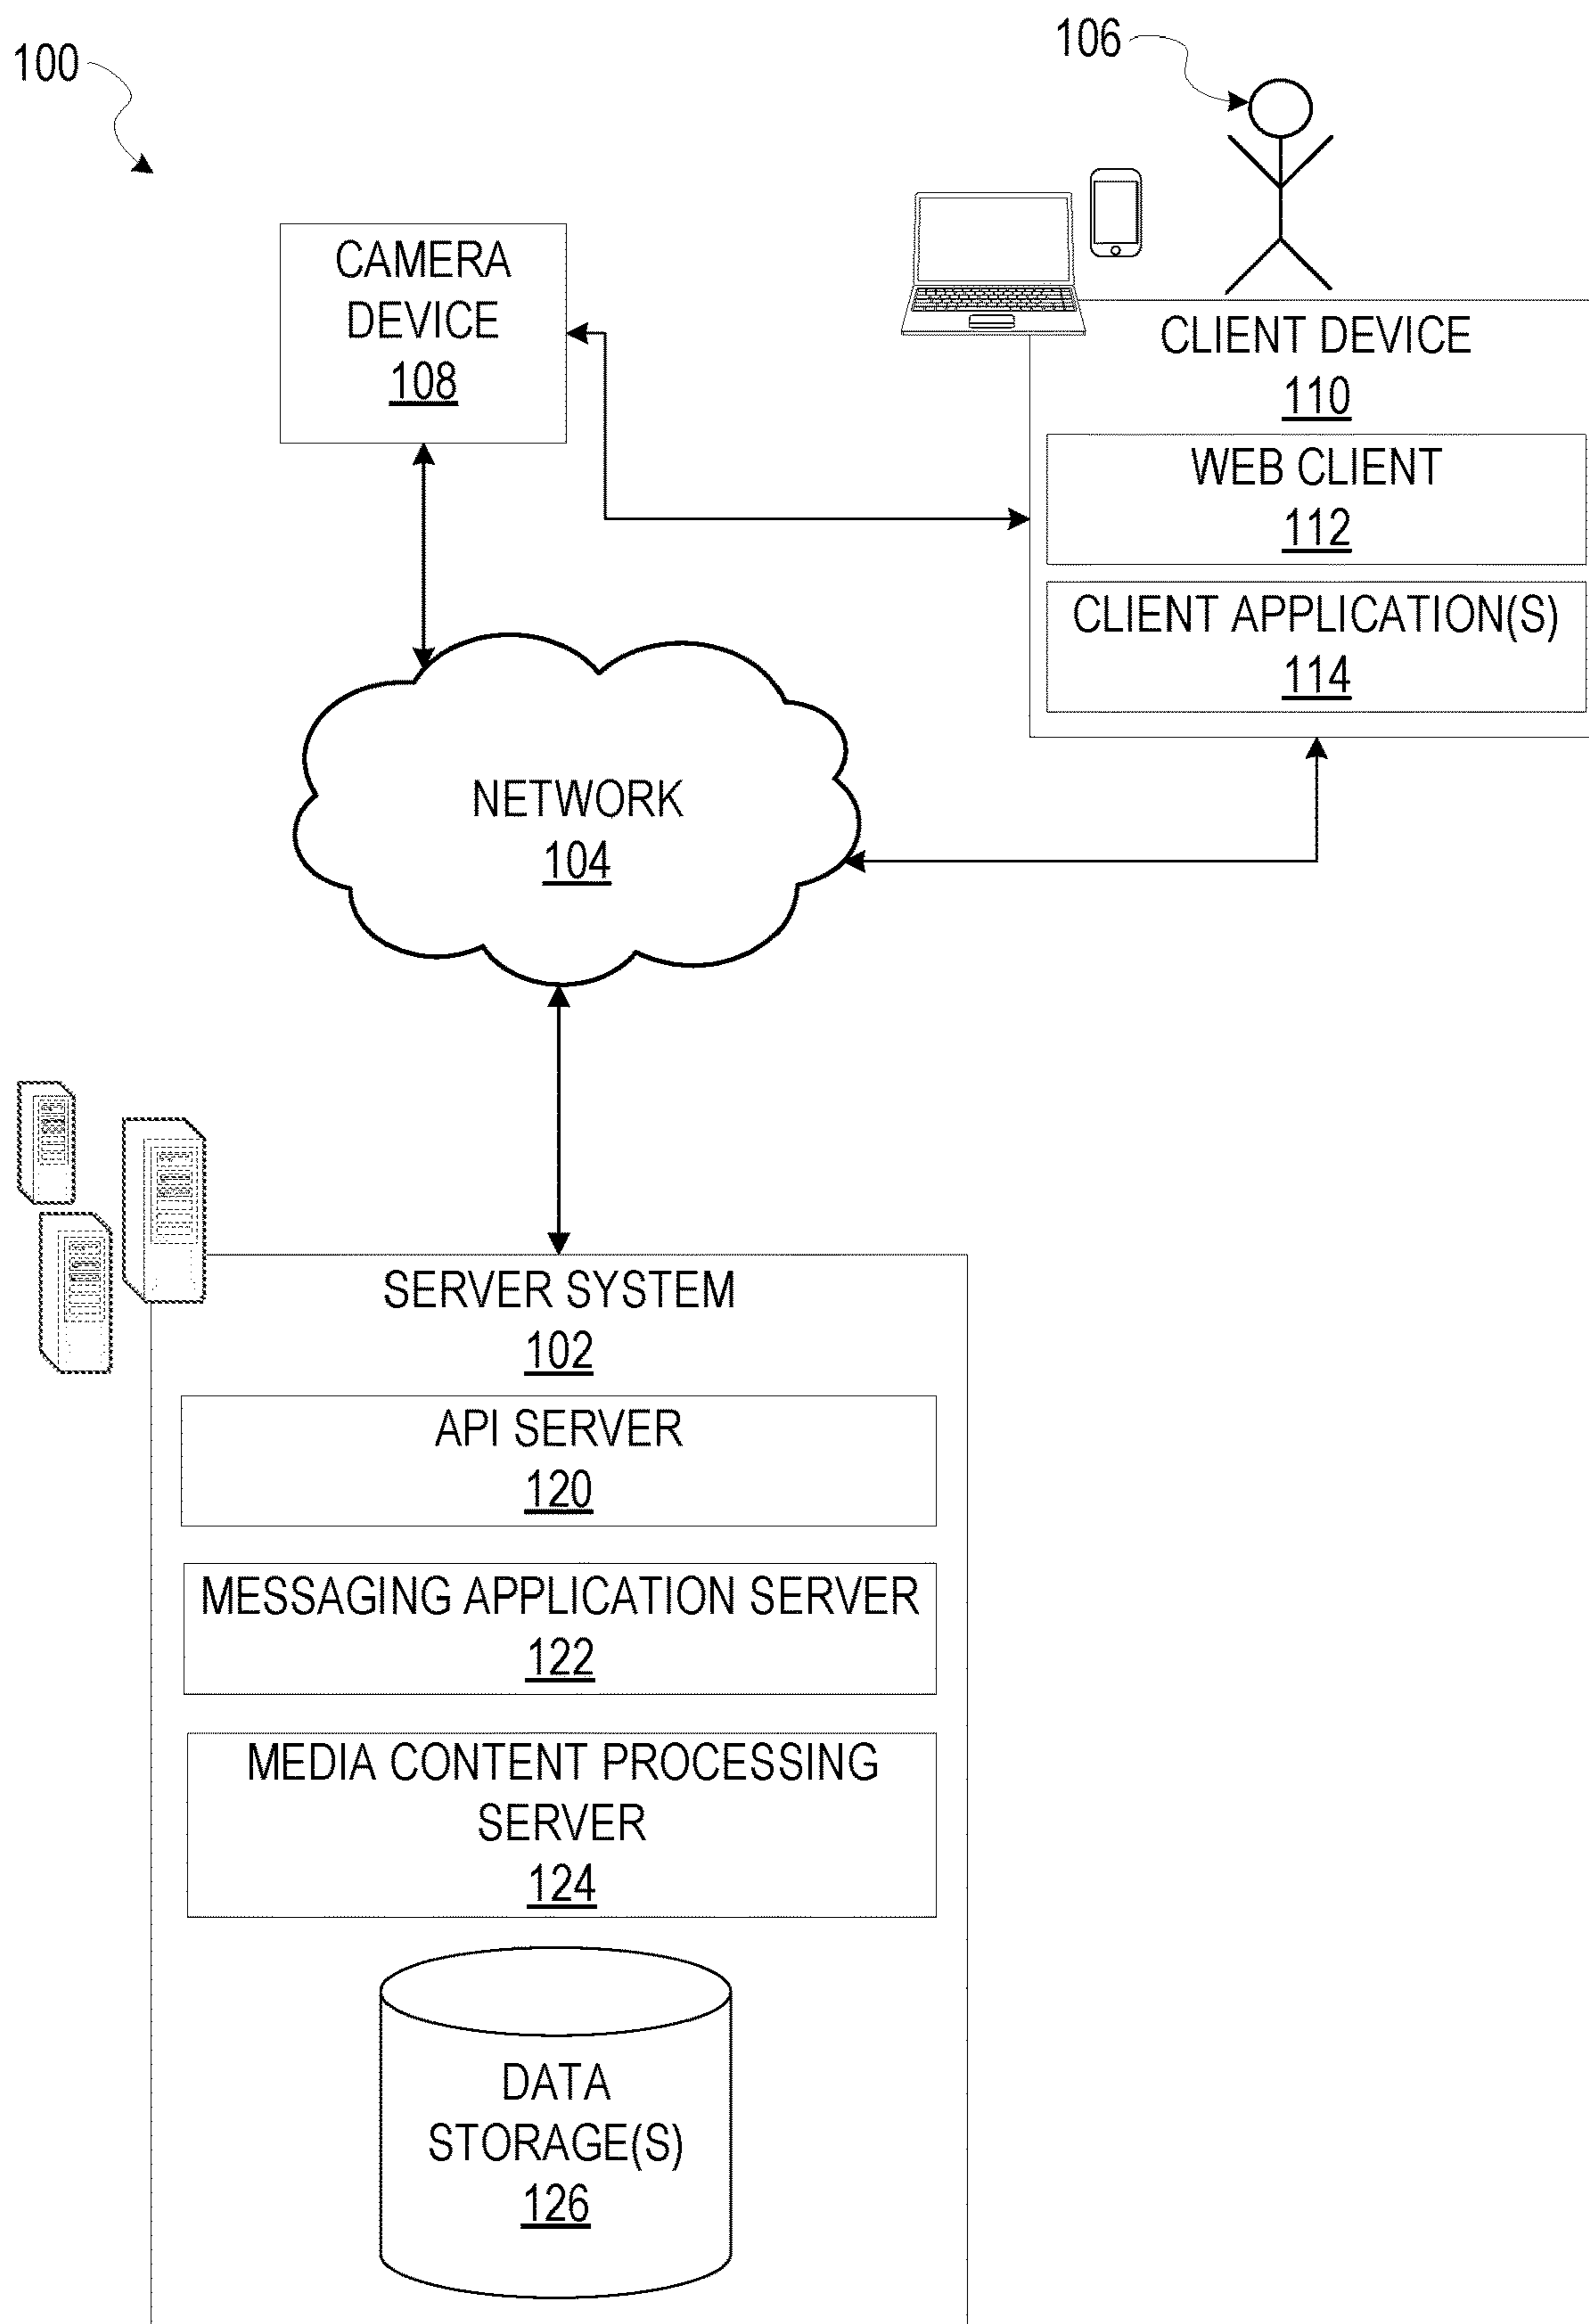 100
106
CAMERA
DEVICE
108
CLIENT DEVICE
110
WEB CLIENT
112
CLIENT APPLICATION(S)
114
NETWORK
104
SERVER SYSTEM
102
API SERVER
120
MESSAGING APPLICATION SERVER
122
MEDIA CONTENT PROCESSING
SERVER
124
DATA
STORAGE(S)
126